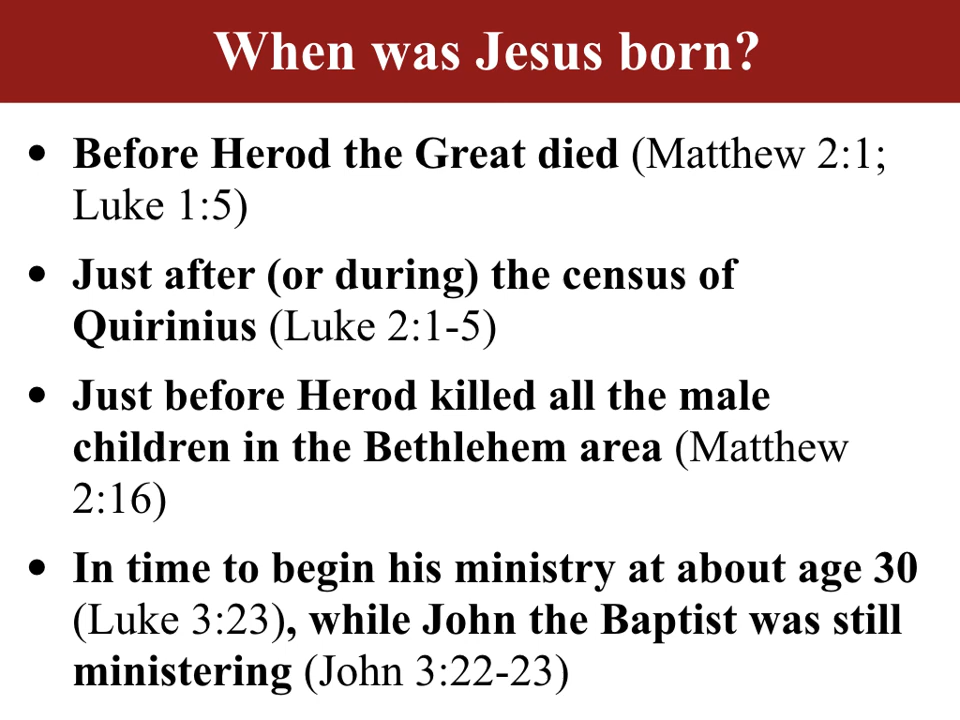 When was Jesus born?
• Before Herod the Great died (Matthew 2:1;
Luke 1:5)
• Just after (or during) the census of
Quirinius (Luke 2:1-5)
• Just before Herod killed all the male
children in the Bethlehem area (Matthew
2:16)
• In time to begin his ministry at about age 30
(Luke 3:23), while John the Baptist was still
ministering (John 3:22-23)